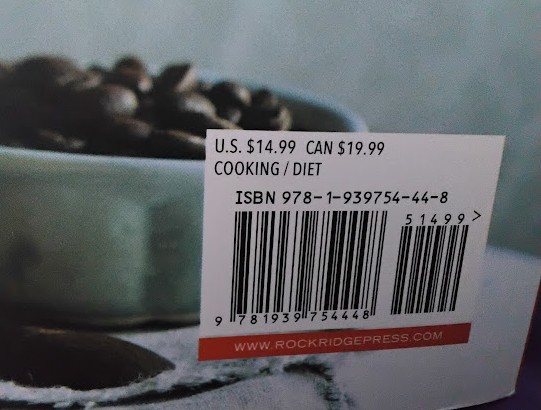 U.S. $14.99 CAN $19.99
COOKING / DIET
ISBN 978-1-939754-44-8
51499 >
9 781939 754448
WWW.ROCKRIDGEPRESS.COM